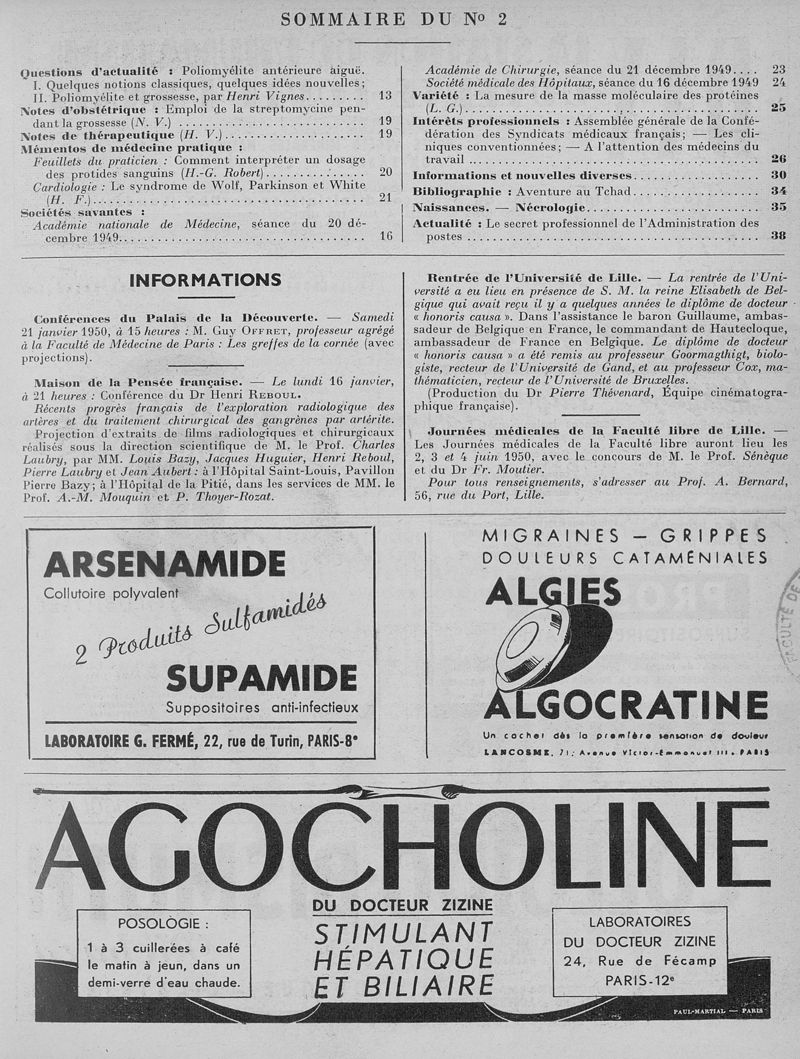 SOMMAIRE DU Nº 2
Questions d'actualité : Poliomyélite antérieure aiguë.
I. Quelques notions classiques, quelques idées nouvelles;
II. Poliomyélite et grossesse, par Henri Vignes......... 13
Notes d'obstétrique : Emploi de la streptomycine pen-
dant la grossesse (N. V.) ............................ 19
Notes de thérapeutique (H. V.)..................... 19
Mémentos de médecine pratique :
Feuillets du praticien : Comment interpréter un dosage
des protides sanguins (H.-G. Robert)................ 20
Cardiologie : Le syndrome de Wolf, Parkinson et White
(H. F.)........................................ 21
Sociétés savantes :
Académie nationale de Médecine, séance du 20 dé-
cembre 1949.................................... 16
Académie de Chirurgie, séance du 21 décembre 1949.... 23
Société médicale des Hôpitaux, séance du 16 décembre 1949 24
Variété : La mesure de la masse moléculaire des protéines
(L. G.)............................................ 25
Intérêts professionnels : Assemblée générale de la Confé-
dération des Syndicats médicaux français; — Les cli-
niques conventionnées; — A l'attention des médecins du
travail ............................................ 26
Informations et nouvelles diverses................... 30
Bibliographie : Aventure au Tchad.................. 34
Naissances. — Nécrologie.......................... 35
Actualité : Le secret professionnel de l'Administration des
postes ............................................ 38
INFORMATIONS
Conférences du Palais de la Découverte. — Samedi
21 janvier 1950, à 15 heures : M. Guy OFFRET, professeur agrégé
à la Faculté de Médecine de Paris : Les greffes de la cornée (avec
projections).
Maison de la Pensée française. — Le lundi 16 janvier,
à 21 heures : Conférence du Dr Henri REBOUL.
Récents progrès français de l'exploration radiologique des
artères et du traitement chirurgical des gangrènes par artérite.
Projection d'extraits de films radiologiques et chirurgicaux
réalisés sous la direction scientifique de M. le Prof. Charles
Laubry, par MM. Louis Bazy, Jacques Huguier, Henri Reboul,
Pierre Laubry et Jean Aubert : à l'Hôpital Saint-Louis, Pavillon
Pierre Bazy; à l'Hôpital de la Pitié, dans les services de MM. le
Prof. A.-M. Mouquin et P. Thoyer-Rozat.
Rentrée de l'Université de Lille. — La rentrée de l'Uni-
versité a eu lieu en présence de S. M. la reine Elisabeth de Bel-
gique qui avait reçu il y a quelques années le diplôme de docteur
« honoris causa ». Dans l'assistance le baron Guillaume, ambas-
sadeur de Belgique en France, le commandant de Hautecloque,
ambassadeur de France en Belgique. Le diplôme de docteur
« honoris causa » a été remis au professeur Goormagthigt, biolo-
giste, recteur de l'Université de Gand, et au professeur Cox, ma-
thématicien, recteur de l'Université de Bruxelles.
(Production du Dr Pierre Thévenard, Équipe cinématogra-
phique française).
Journées médicales de la Faculté libre de Lille. —
Les Journées médicales de la Faculté libre auront lieu les
2, 3 et 4 juin 1950, avec le concours de M. le Prof. Sénèque
et du Dr Fr. Moutier.
Pour tous renseignements, s'adresser au Prof. A. Bernard,
56, rue du Port, Lille.
ARSENAMIDE
Collutoire polyvalent
2 Produits Sulfamidés
SUPAMIDE
Suppositoires anti-infectieux
LABORATOIRE G. FERMÉ, 22, rue de Turin, PARIS-8e
MIGRAINES — GRIPPES
DOULEURS CATAMÉNIALES
ALGIES
ALGOCRATINE
Un cachet dès la première sensation de douleur
LANCOSME, 71, Avenue Victor-Emmanuel III, PARIS
FACULTÉ DE
AGOCHOLINE
DU DOCTEUR ZIZINE
STIMULANT
HÉPATIQUE
ET BILIAIRE
POSOLOGIE :
1 à 3 cuillerées à café
le matin à jeun, dans un
demi-verre d'eau chaude.
LABORATOIRES
DU DOCTEUR ZIZINE
24, Rue de Fécamp
PARIS-12e
PAUL-MARTIAL — PARIS